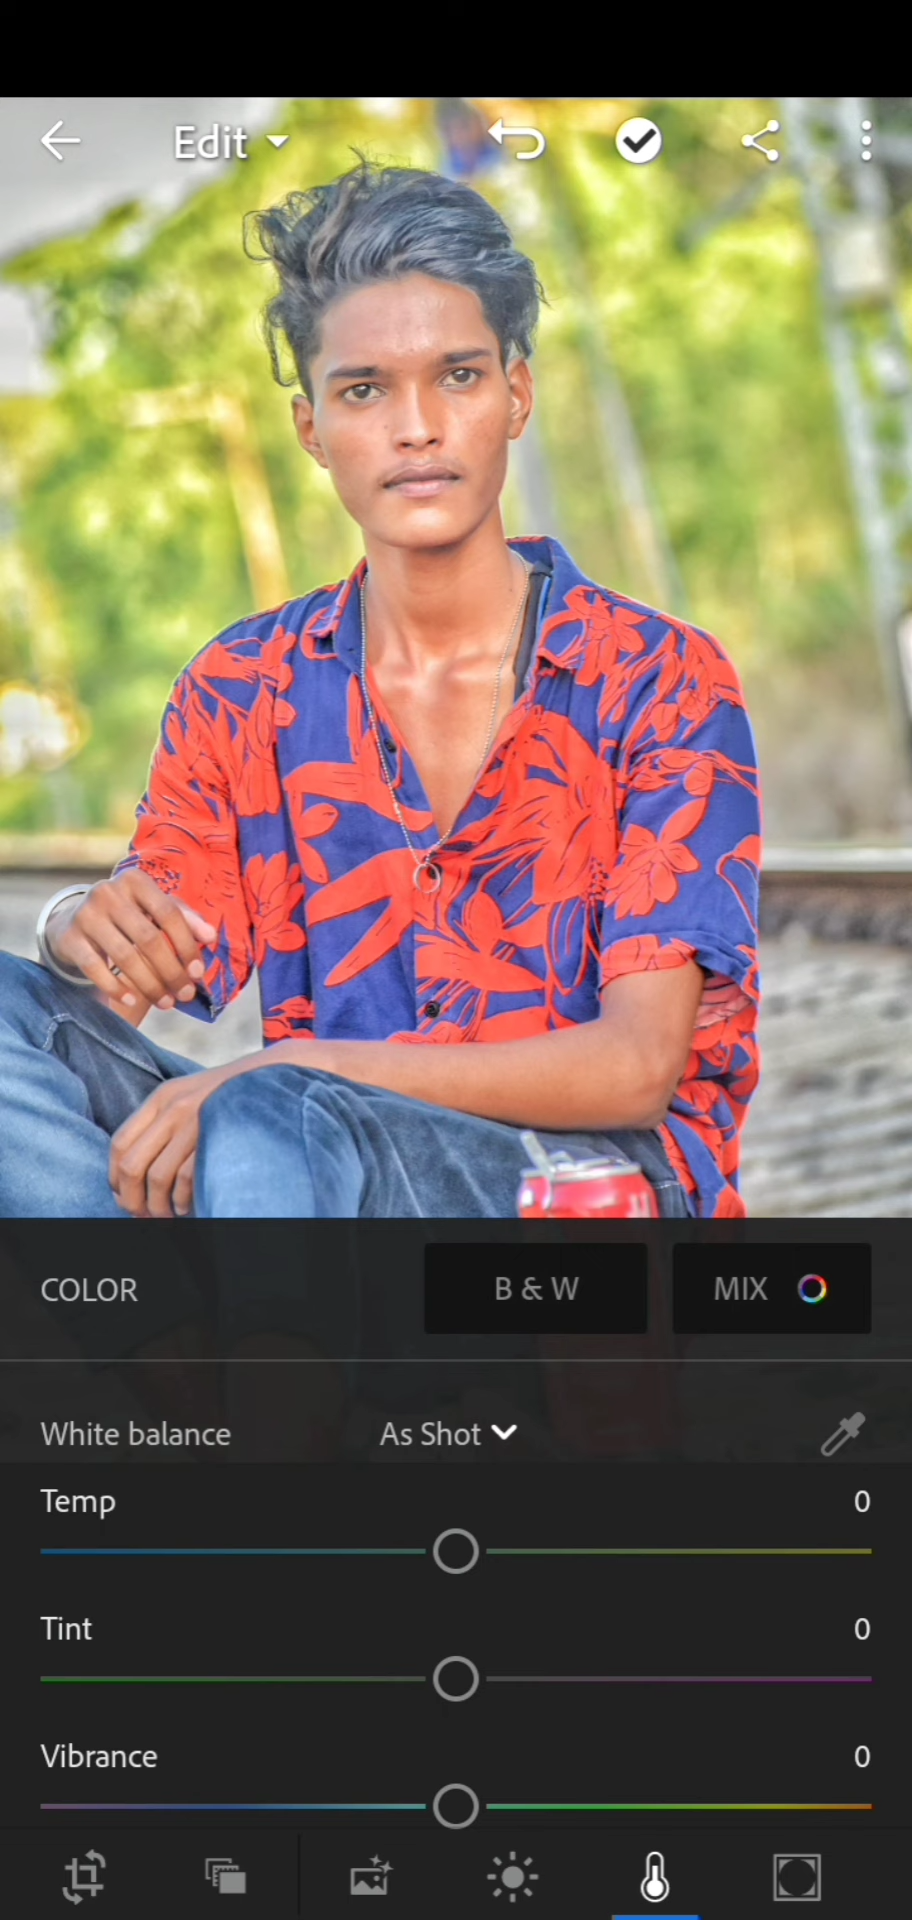 Edit
COLOR B & W MIX
White balance As Shot
Temp 0
Tint 0
Vibrance 0